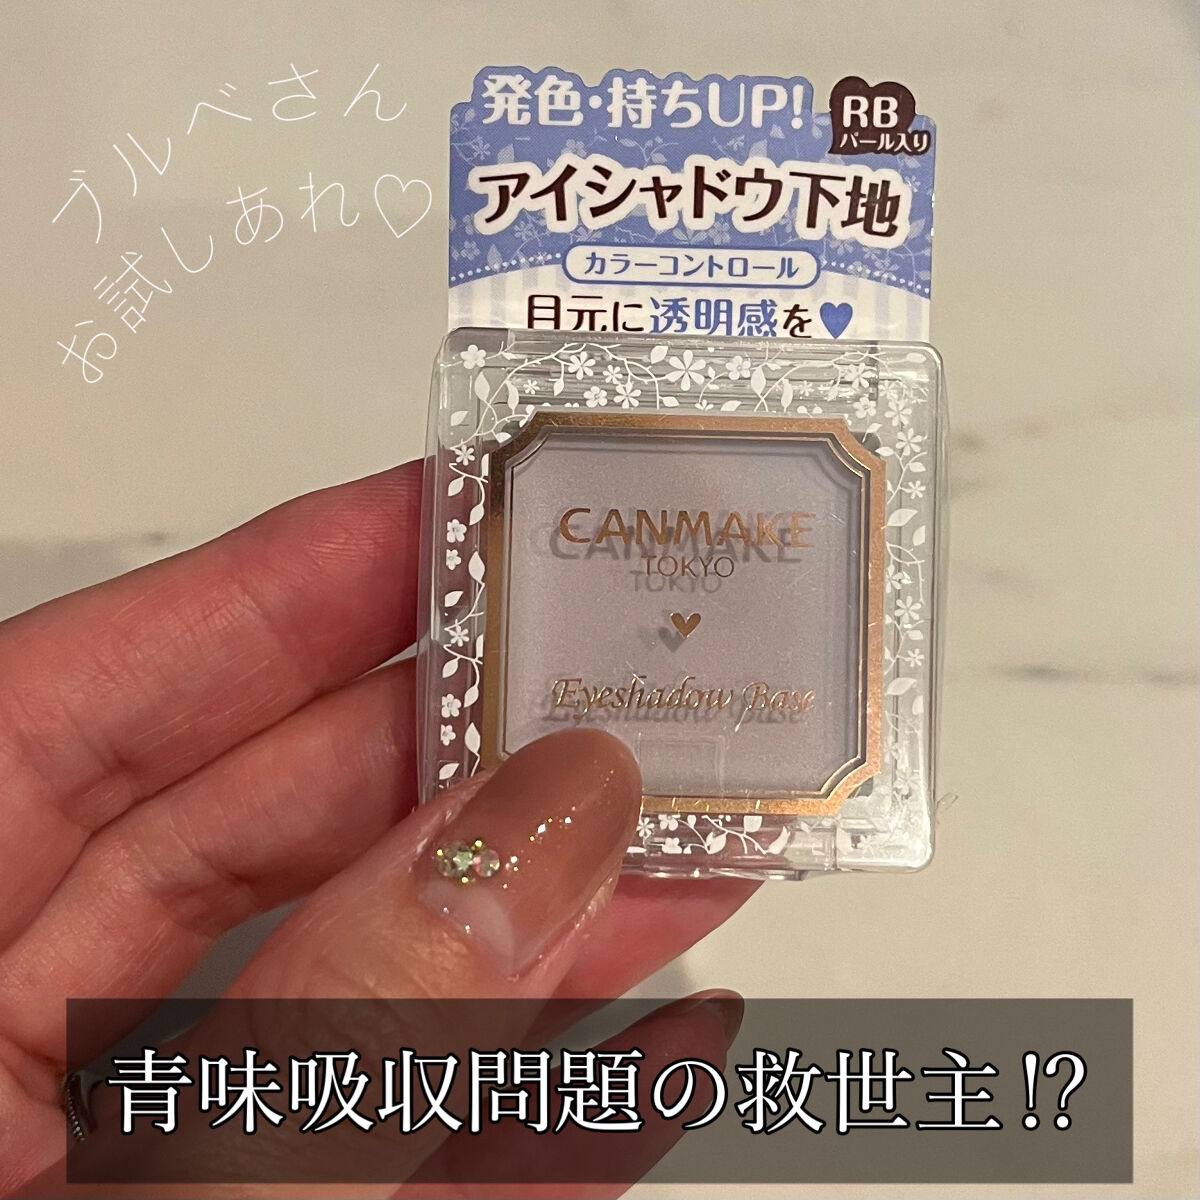 ブルベさん
お試しあれ♡
発色・持ちUP!
RB
パール入り
アイシャドウ下地
カラーコントロール
目元に透明感を♥
CANMAKE
TOKYO
Eyeshadow Base
青味吸収問題の救世主⁉